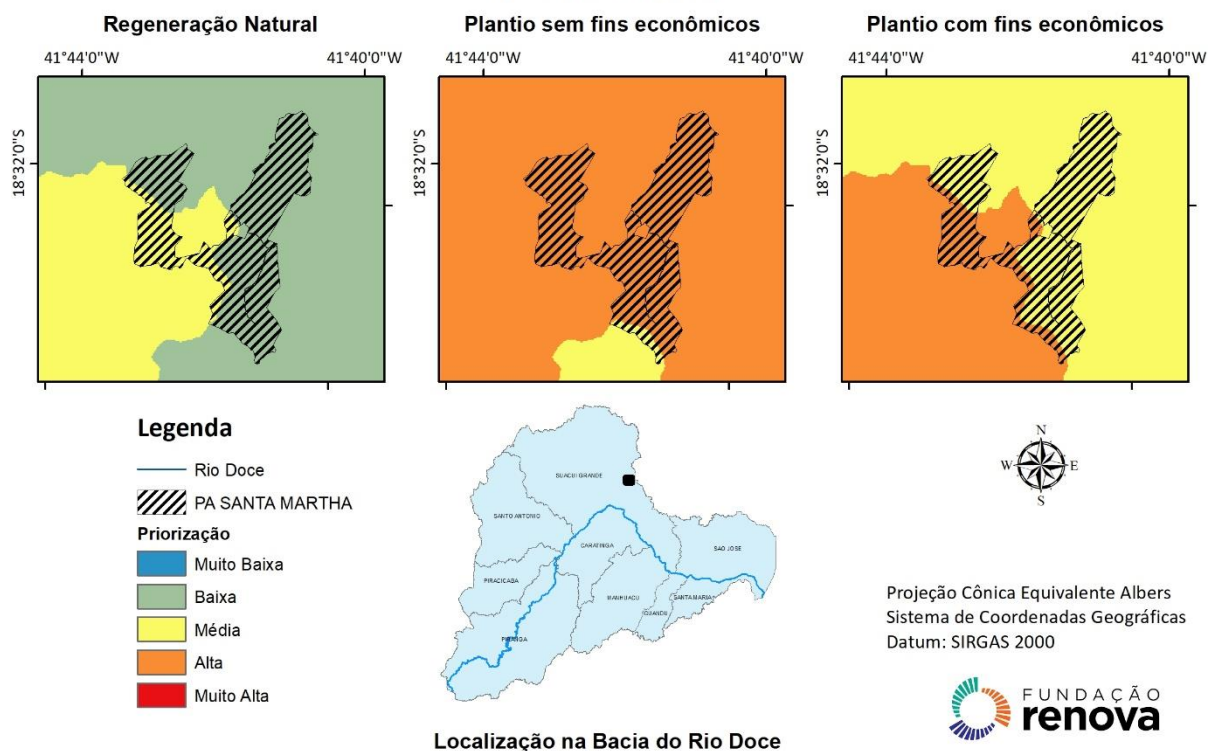 Regeneração Natural
41°44'0"W 41°40'0"W
18°32'0"S
Plantio sem fins econômicos
41°44'0"W 41°40'0"W
18°32'0"S
Plantio com fins econômicos
41°44'0"W 41°40'0"W
18°32'0"S
Legenda
Rio Doce
PA SANTA MARTHA
Priorização
Muito Baixa
Baixa
Média
Alta
Muito Alta
SUACUI GRANDE
SANTO ANTONIO
CARATINGA
SAO JOSE
PIRACICABA
MANHUACU
SANTA MARIA
GUANDU
PIRANGA
Localização na Bacia do Rio Doce
N
W E
S
Projeção Cônica Equivalente Albers
Sistema de Coordenadas Geográficas
Datum: SIRGAS 2000
FUNDAÇÃO
renova